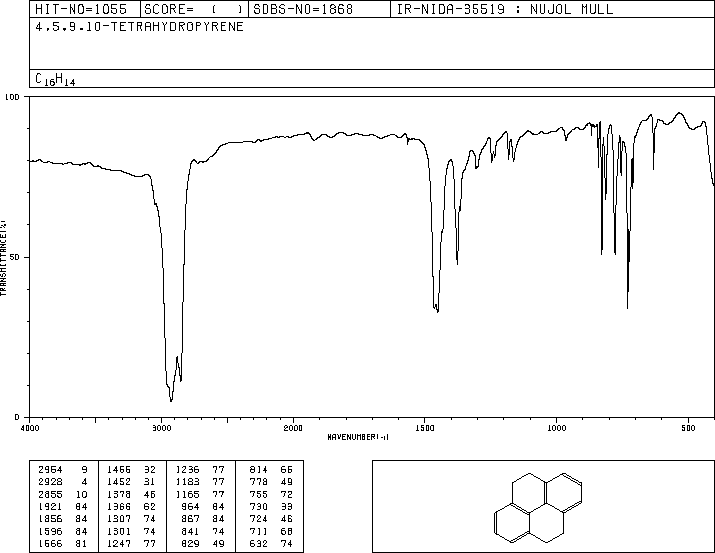 HIT-NO=1055 SCORE= ( ) SDBS-NO=1868 IR-NIDA-35519 : NUJOL MULL
4,5,9,10-TETRAHYDROPYRENE
C16H14
100
50
0
TRANSMITTANCE(%)
4000 3000 2000 1500 1000 500
WAVENUMBER(-1)
2964 9 1466 32 1236 77 814 66
2928 4 1452 31 1183 77 778 49
2855 10 1378 46 1165 77 755 72
1921 84 1366 62 964 84 730 33
1856 84 1307 74 867 84 724 46
1596 84 1301 74 841 74 711 68
1566 81 1247 77 829 49 632 74